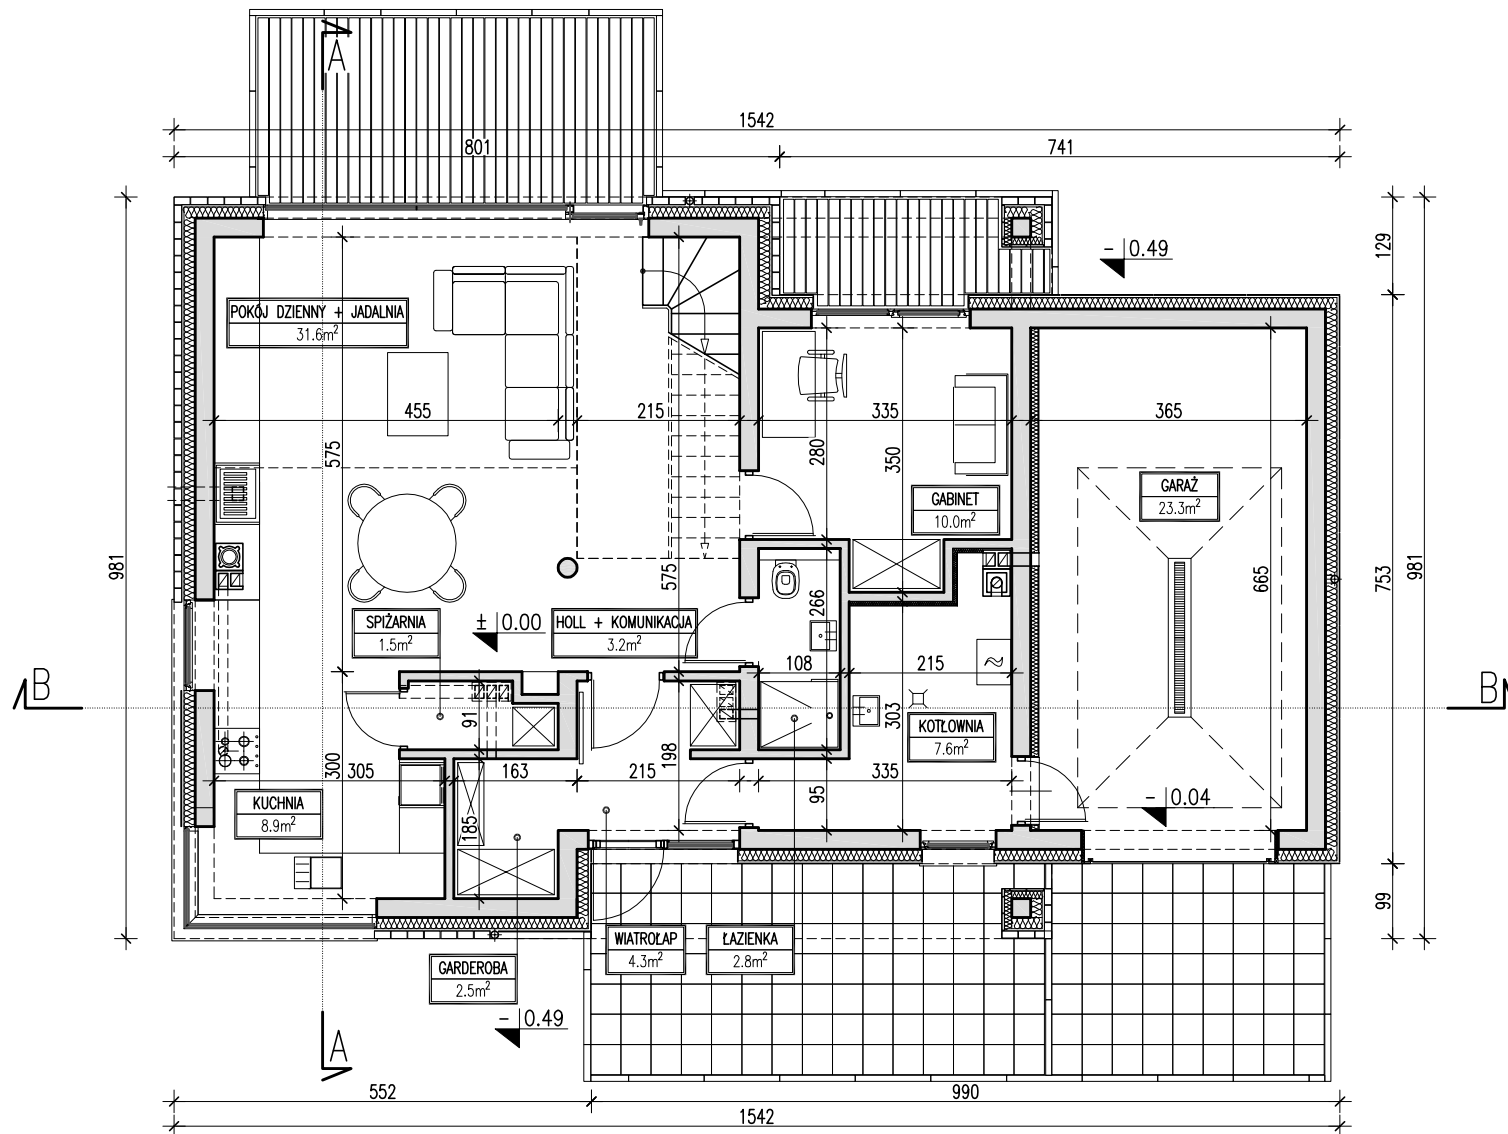 A
1542
801
741
- 0.49
129
POKÓJ DZIENNY + JADALNIA
31.6m²
455
215
335
365
575
280
350
GABINET
10.0m²
GARAŻ
23.3m²
981
753
981
575
266
665
SPIŻARNIA
1.5m²
± 0.00
HOLL + KOMUNIKACJA
3.2m²
108
215
B
B
91
303
KOTŁOWNIA
7.6m²
198
300
305
163
215
335
95
- 0.04
KUCHNIA
8.9m²
185
99
WIATROŁAP
4.3m²
ŁAZIENKA
2.8m²
GARDEROBA
2.5m²
- 0.49
A
552
990
1542